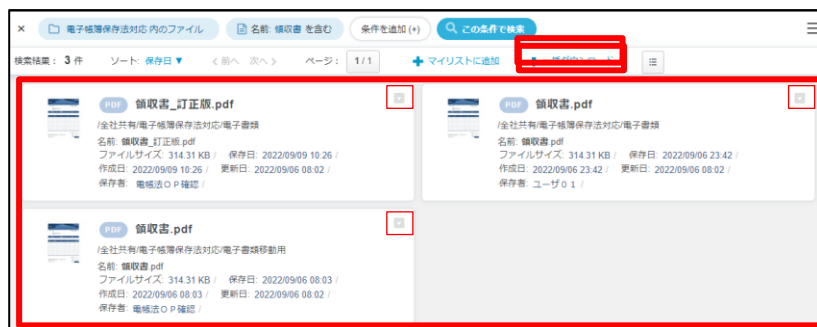 × 電子帳簿保存法対応 内のファイル 名前: 領収書 を含む 条件を追加 (+) この条件で検索
検索結果: 3 件 ソート: 保存日▼ <前へ 次へ> ページ: 1 / 1 マイリストに追加
PDF 領収書_訂正版.pdf
/全社共有/電子帳簿保存法対応/電子書類
名前: 領収書_訂正版.pdf
ファイルサイズ: 314.31 KB / 保存日: 2022/09/09 10:26 /
作成日: 2022/09/09 10:26 / 更新日: 2022/09/06 08:02 /
保存者: 電帳法OP確認 /
PDF 領収書.pdf
/全社共有/電子帳簿保存法対応/電子書類
名前: 領収書.pdf
ファイルサイズ: 314.31 KB / 保存日: 2022/09/06 23:42 /
作成日: 2022/09/06 23:42 / 更新日: 2022/09/06 08:02 /
保存者: ユーザ01 /
PDF 領収書.pdf
/全社共有/電子帳簿保存法対応/電子書類移動用
名前: 領収書.pdf
ファイルサイズ: 314.31 KB / 保存日: 2022/09/06 08:03 /
作成日: 2022/09/06 08:03 / 更新日: 2022/09/06 08:02 /
保存者: 電帳法OP確認 /